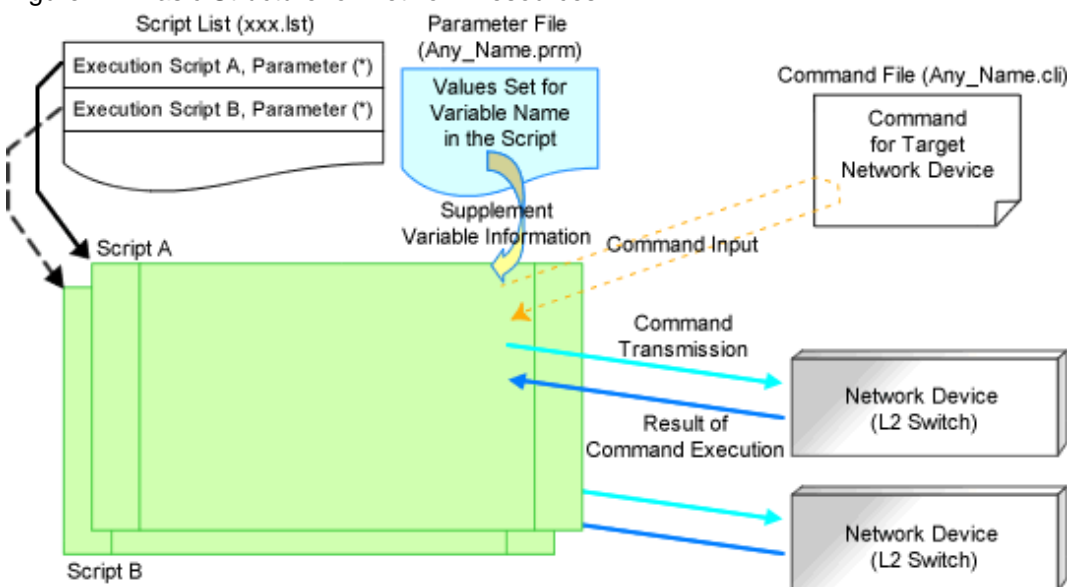 Script List (xxx.lst)
Execution Script A, Parameter (*)
Execution Script B, Parameter (*)
Parameter File
(Any_Name.prm)
Values Set for
Variable Name
in the Script
Command File (Any_Name.cli)
Command
for Target
Network Device
Supplement
Variable Information
Command Input
Script A
Command
Transmission
Network Device
(L2 Switch)
Result of
Command Execution
Network Device
(L2 Switch)
Script B